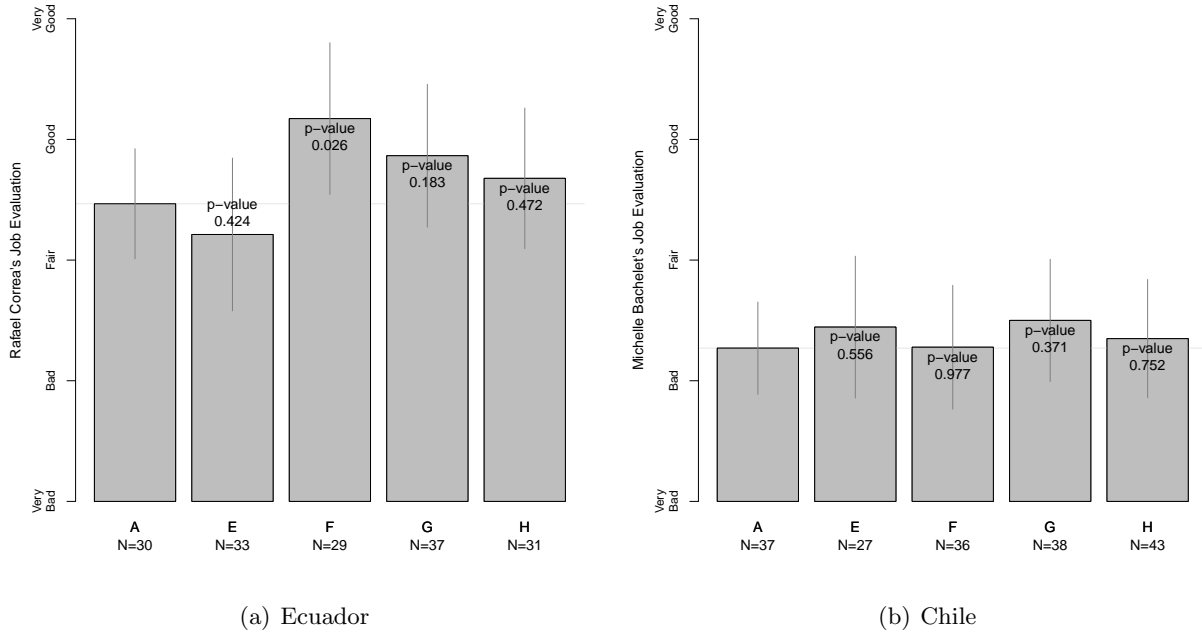 Rafael Correa's Job Evaluation
Very
Good
Good
Fair
Bad
Very
Bad
p−value
0.424
p−value
0.026
p−value
0.183
p−value
0.472
A
E
F
G
H
N=30
N=33
N=29
N=37
N=31
(a) Ecuador
Michelle Bachelet's Job Evaluation
Very
Good
Good
Fair
Bad
Very
Bad
p−value
0.556
p−value
0.977
p−value
0.371
p−value
0.752
A
E
F
G
H
N=37
N=27
N=36
N=38
N=43
(b) Chile